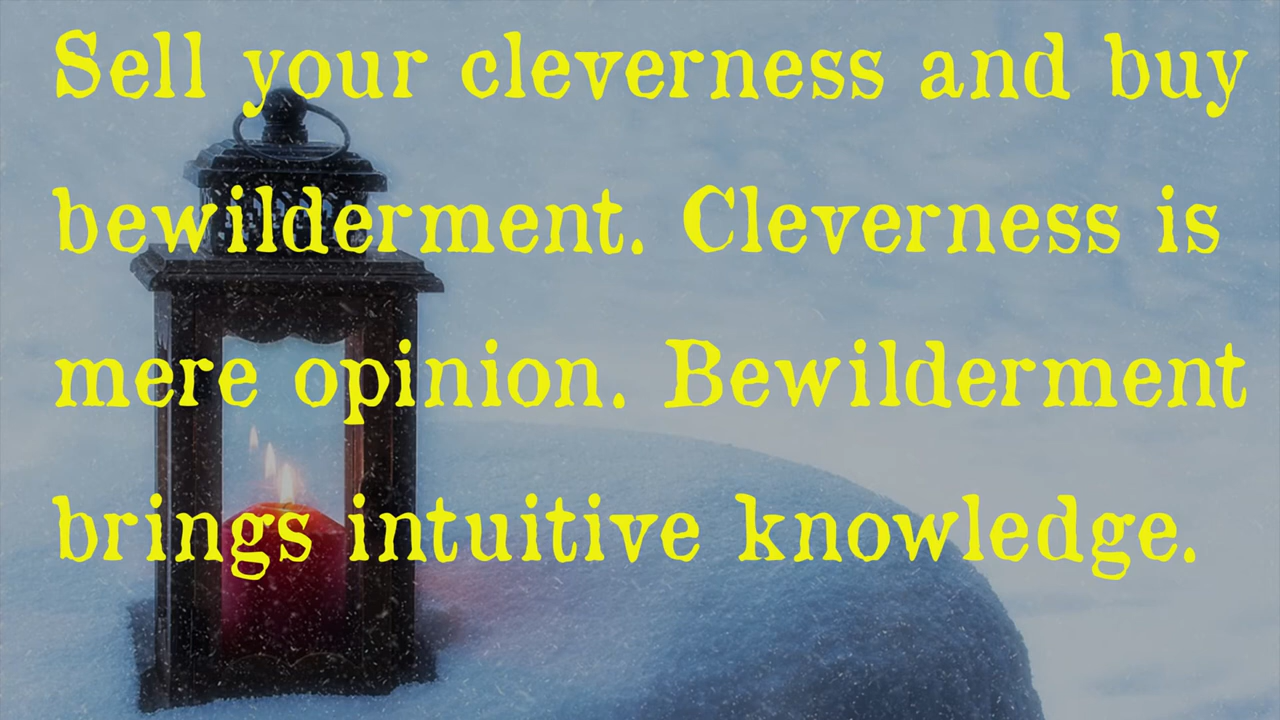 Sell your cleverness and buy
bewilderment. Cleverness is
mere opinion. Bewilderment
brings intuitive knowledge.